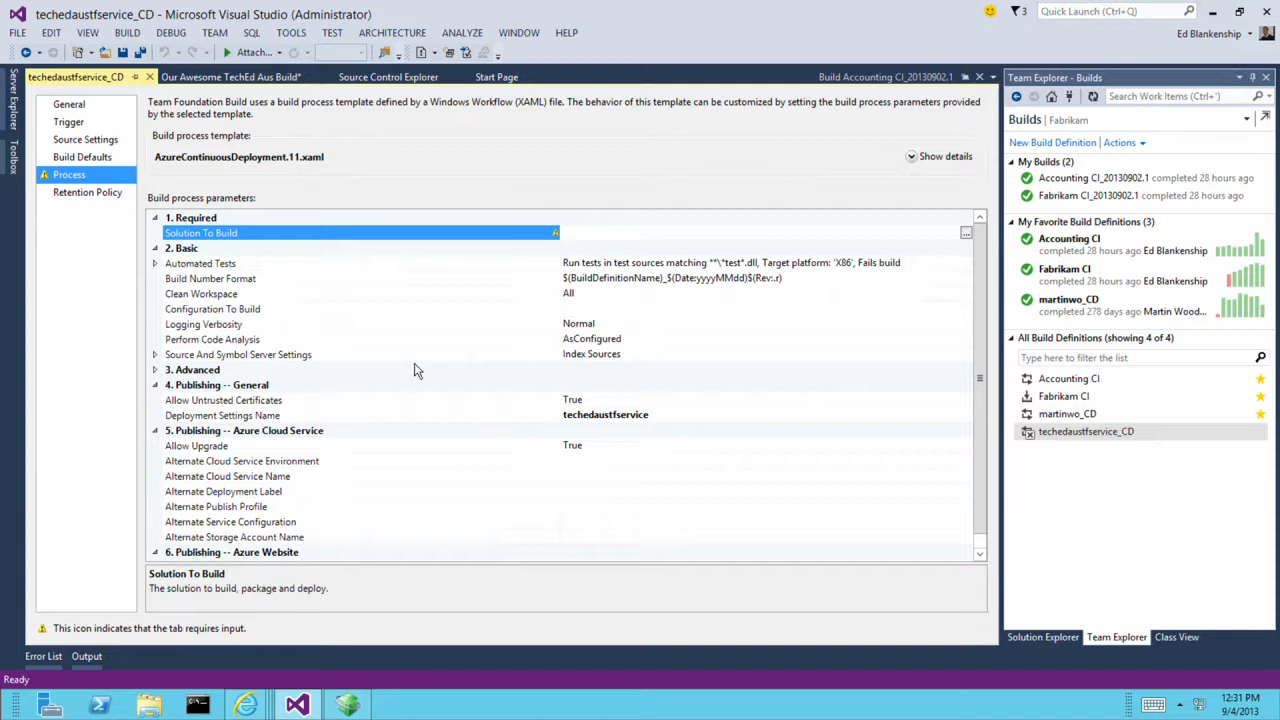 techedaustfservice_CD - Microsoft Visual Studio (Administrator)
3
Quick Launch (Ctrl+Q)
FILE EDIT VIEW BUILD DEBUG TEAM SQL TOOLS TEST ARCHITECTURE ANALYZE WINDOW HELP
Ed Blankenship
Attach...
Server Explorer
Toolbox
techedaustfservice_CD
Our Awesome TechEd Aus Build*
Source Control Explorer
Start Page
Build Accounting CI_20130902.1
General
Trigger
Source Settings
Build Defaults
Process
Retention Policy
Team Foundation Build uses a build process template defined by a Windows Workflow (XAML) file. The behavior of this template can be customized by setting the build process parameters provided
by the selected template.
Build process template:
AzureContinuousDeployment.11.xaml
Show details
Build process parameters:
1. Required
Solution To Build
...
2. Basic
Automated Tests Run tests in test sources matching **\*test*.dll, Target platform: 'X86', Fails build
Build Number Format $(BuildDefinitionName)_$(Date:yyyyMMdd)$(Rev:.r)
Clean Workspace All
Configuration To Build
Logging Verbosity Normal
Perform Code Analysis AsConfigured
Source And Symbol Server Settings Index Sources
3. Advanced
4. Publishing -- General
Allow Untrusted Certificates True
Deployment Settings Name techedaustfservice
5. Publishing -- Azure Cloud Service
Allow Upgrade True
Alternate Cloud Service Environment
Alternate Cloud Service Name
Alternate Deployment Label
Alternate Publish Profile
Alternate Service Configuration
Alternate Storage Account Name
6. Publishing -- Azure Website
Solution To Build
The solution to build, package and deploy.
This icon indicates that the tab requires input.
Team Explorer - Builds
Search Work Items (Ctrl+')
Builds | Fabrikam
New Build Definition | Actions
My Builds (2)
Accounting CI_20130902.1 completed 28 hours ago
Fabrikam CI_20130902.1 completed 28 hours ago
My Favorite Build Definitions (3)
Accounting CI
completed 28 hours ago Ed Blankenship
Fabrikam CI
completed 28 hours ago Ed Blankenship
martinwo_CD
completed 278 days ago Martin Wood...
All Build Definitions (showing 4 of 4)
Type here to filter the list
Accounting CI
Fabrikam CI
martinwo_CD
techedaustfservice_CD
Solution Explorer Team Explorer Class View
Error List Output
Ready
12:31 PM
9/4/2013